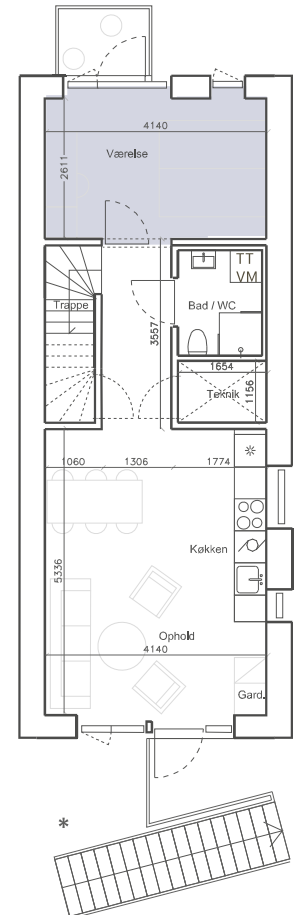 4140
Værelse
2611
TT
VM
Trappe
Bad / WC
3557
1654
Teknik
1156
1060 1306 1774
Køkken
5336
Ophold
4140
Gard.
*